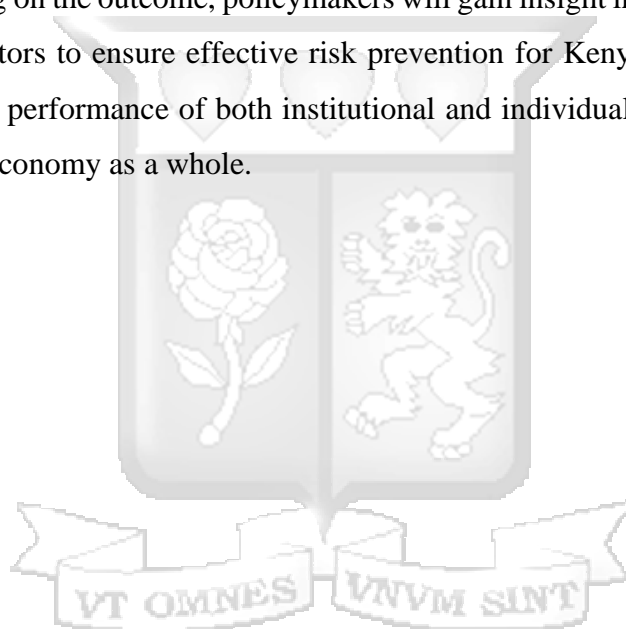 g on the outcome, policymakers will gain insight i
tors to ensure effective risk prevention for Keny
performance of both institutional and individual
conomy as a whole.
VT OMNES VNVM SINT